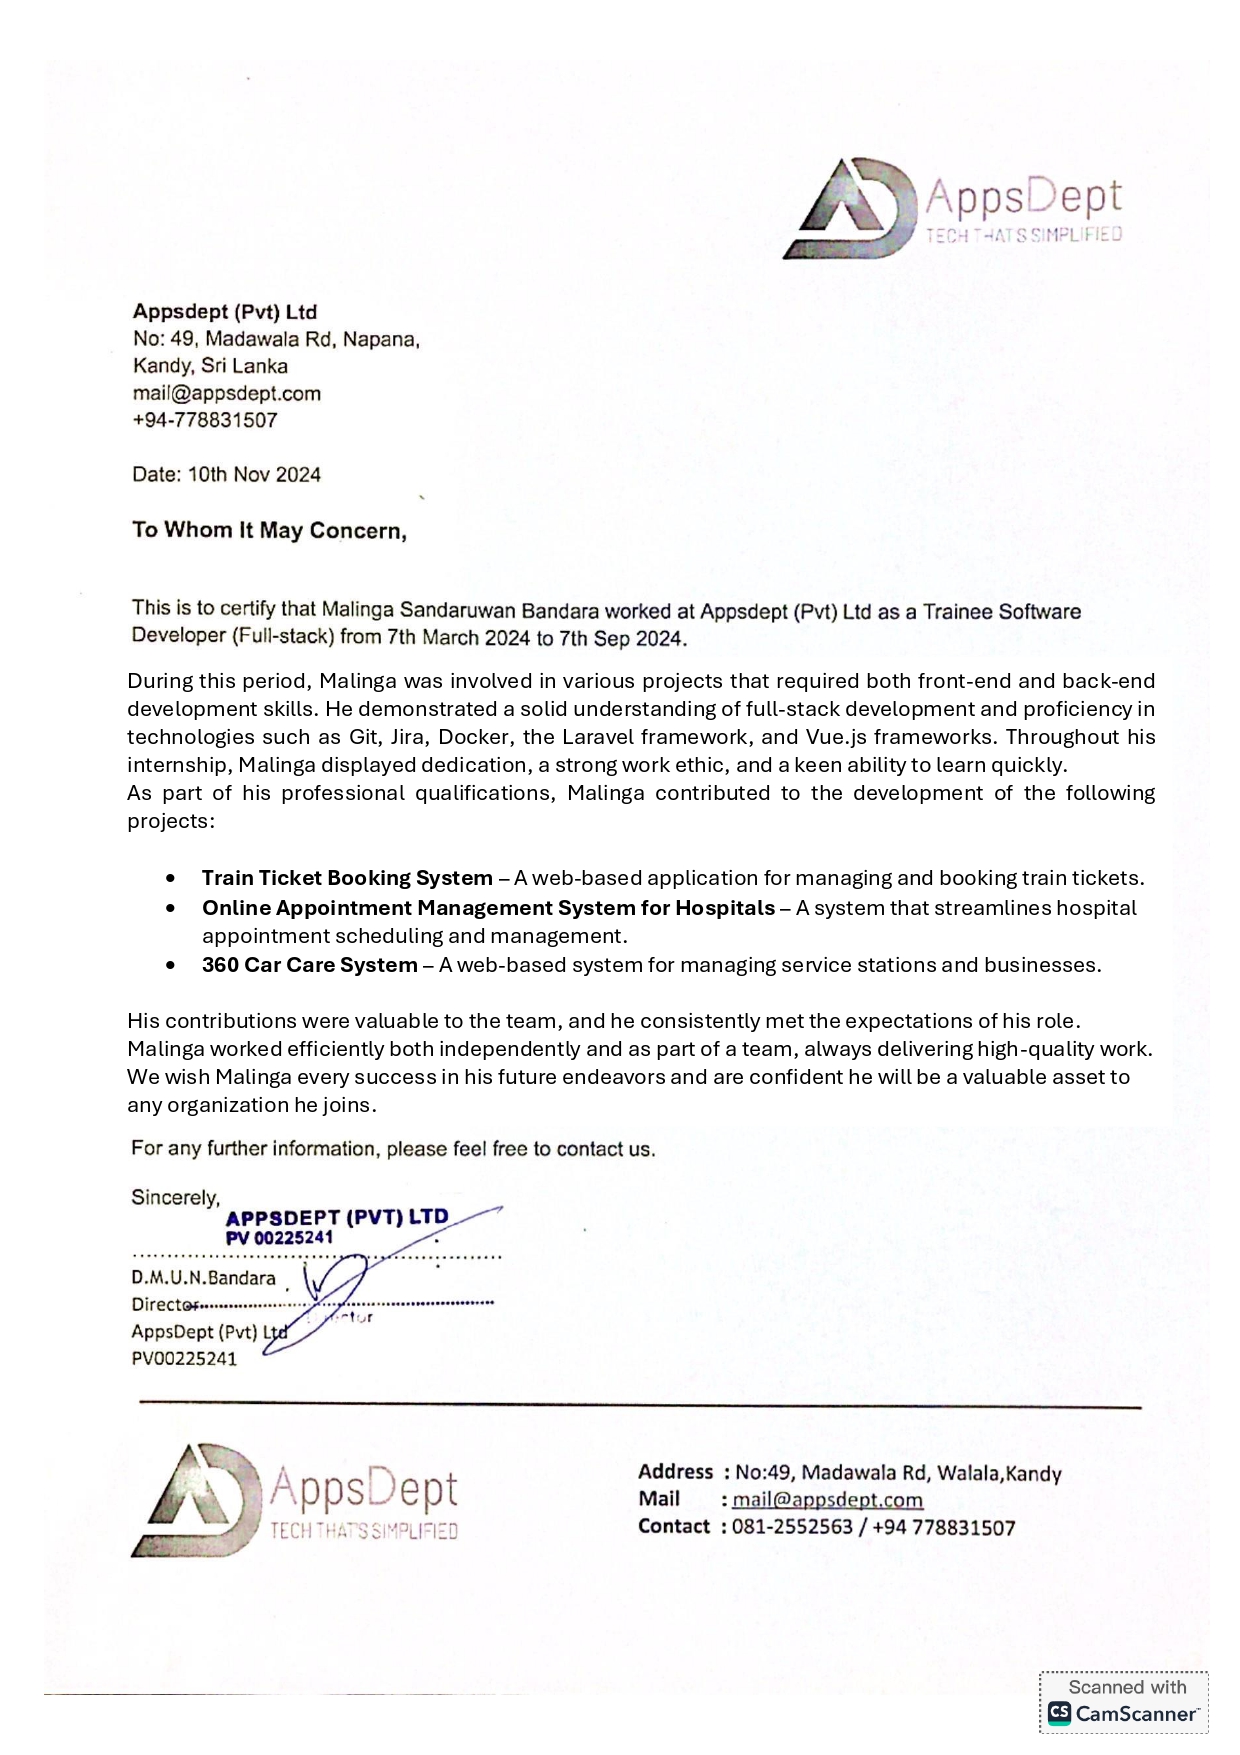 AppsDept
TECH THAT'S SIMPLIFIED
Appsdept (Pvt) Ltd
No: 49, Madawala Rd, Napana,
Kandy, Sri Lanka
mail@appsdept.com
+94-778831507
Date: 10th Nov 2024
To Whom It May Concern,
This is to certify that Malinga Sandaruwan Bandara worked at Appsdept (Pvt) Ltd as a Trainee Software
Developer (Full-stack) from 7th March 2024 to 7th Sep 2024.
During this period, Malinga was involved in various projects that required both front-end and back-end
development skills. He demonstrated a solid understanding of full-stack development and proficiency in
technologies such as Git, Jira, Docker, the Laravel framework, and Vue.js frameworks. Throughout his
internship, Malinga displayed dedication, a strong work ethic, and a keen ability to learn quickly.
As part of his professional qualifications, Malinga contributed to the development of the following
projects:
• Train Ticket Booking System – A web-based application for managing and booking train tickets.
• Online Appointment Management System for Hospitals – A system that streamlines hospital
appointment scheduling and management.
• 360 Car Care System – A web-based system for managing service stations and businesses.
His contributions were valuable to the team, and he consistently met the expectations of his role.
Malinga worked efficiently both independently and as part of a team, always delivering high-quality work.
We wish Malinga every success in his future endeavors and are confident he will be a valuable asset to
any organization he joins.
For any further information, please feel free to contact us.
Sincerely,
APPSDEPT (PVT) LTD
PV 00225241
D.M.U.N.Bandara
Director
AppsDept (Pvt) Ltd
PV00225241
AppsDept
TECH THAT'S SIMPLIFIED
Address : No:49, Madawala Rd, Walala,Kandy
Mail : mail@appsdept.com
Contact : 081-2552563 / +94 778831507
Scanned with
CS CamScanner